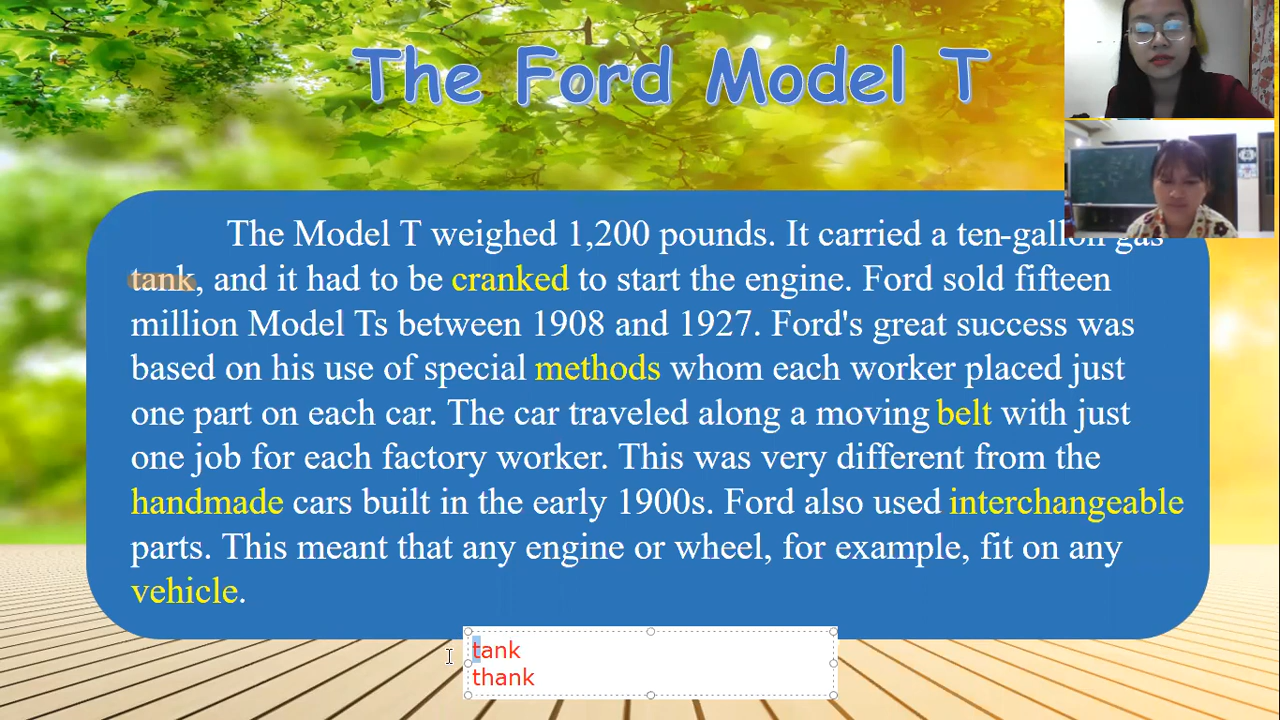 The Ford Model T
The Model T weighed 1,200 pounds. It carried a ten-gallon gas
tank, and it had to be cranked to start the engine. Ford sold fifteen
million Model Ts between 1908 and 1927. Ford's great success was
based on his use of special methods whom each worker placed just
one part on each car. The car traveled along a moving belt with just
one job for each factory worker. This was very different from the
handmade cars built in the early 1900s. Ford also used interchangeable
parts. This meant that any engine or wheel, for example, fit on any
vehicle.
tank
thank